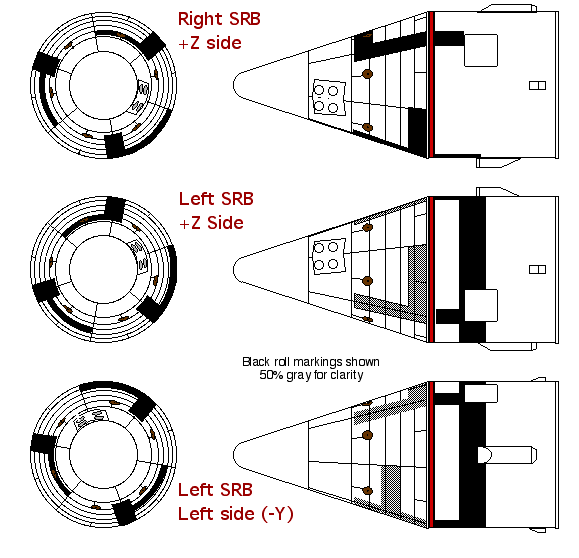 Right SRB
+Z side
Left SRB
+Z Side
Black roll markings shown
50% gray for clarity
Left SRB
Left side (-Y)